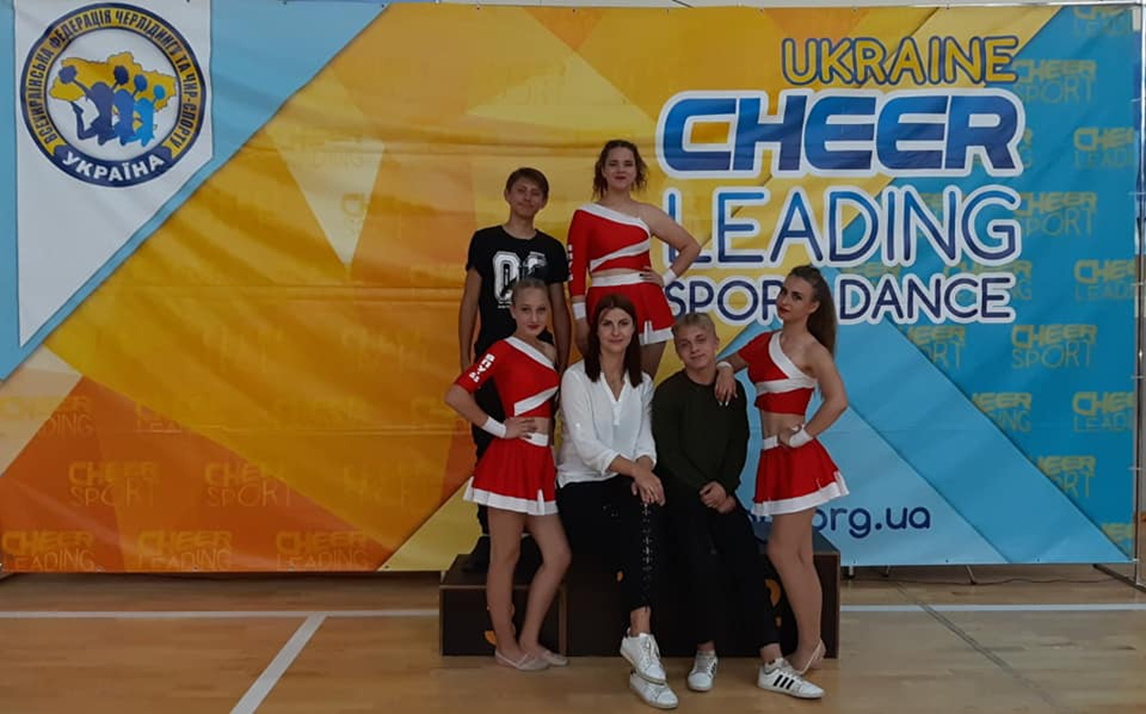 ВСЕУКРАЇНСЬКА ФЕДЕРАЦІЯ ЧЕРЛІДИНГУ ТА ЧИР-СПОРТУ
УКРАЇНА
UKRAINE
CHEER
LEADING
SPORT DANCE
.org.ua
CHEER
SPORT
CHEER
LEADING